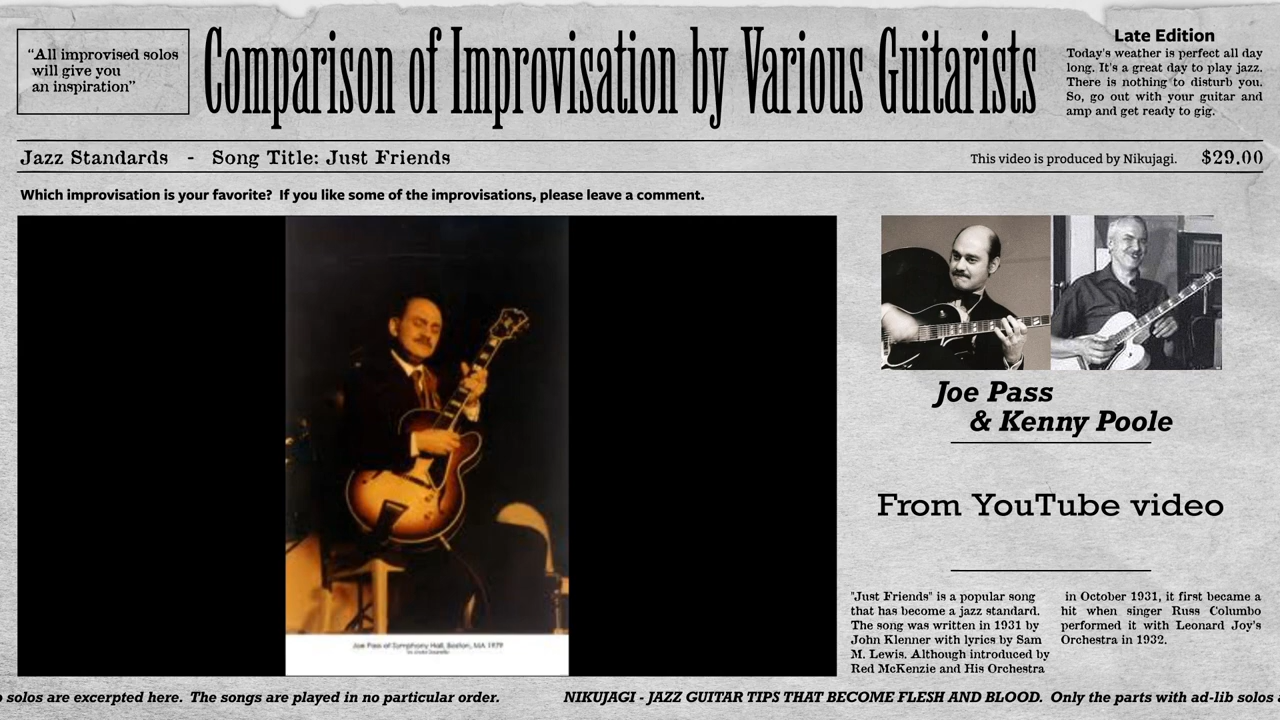 “All improvised solos
will give you
an inspiration”
Comparison of Improvisation by Various Guitarists
Late Edition
Today's weather is perfect all day
long. It's a great day to play jazz.
There is nothing to disturb you.
So, go out with your guitar and
amp and get ready to gig.
Jazz Standards - Song Title: Just Friends
This video is produced by Nikujagi. $29.00
Which improvisation is your favorite? If you like some of the improvisations, please leave a comment.
Joe Pass at Symphony Hall, Boston, MA 1979
Joe Pass
& Kenny Poole
From YouTube video
"Just Friends" is a popular song
that has become a jazz standard.
The song was written in 1931 by
John Klenner with lyrics by Sam
M. Lewis. Although introduced by
Red McKenzie and His Orchestra
in October 1931, it first became a
hit when singer Russ Columbo
performed it with Leonard Joy's
Orchestra in 1932.
solos are excerpted here. The songs are played in no particular order. NIKUJAGI - JAZZ GUITAR TIPS THAT BECOME FLESH AND BLOOD. Only the parts with ad-lib solos